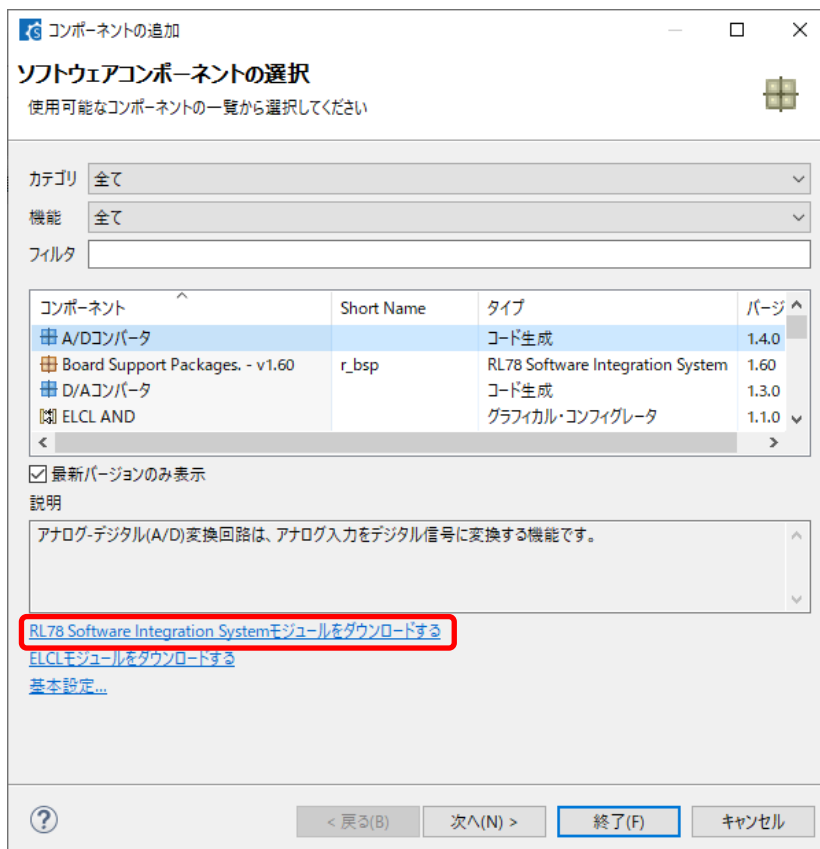 コンポーネントの追加
ソフトウェアコンポーネントの選択
使用可能なコンポーネントの一覧から選択してください
カテゴリ 全て
機能 全て
フィルタ
コンポーネント Short Name タイプ バージ
A/Dコンバータ コード生成 1.4.0
Board Support Packages. - v1.60 r_bsp RL78 Software Integration System 1.60
D/Aコンバータ コード生成 1.3.0
ELCL AND グラフィカル・コンフィグレータ 1.1.0
最新バージョンのみ表示
説明
アナログ-デジタル(A/D)変換回路は、アナログ入力をデジタル信号に変換する機能です。
RL78 Software Integration Systemモジュールをダウンロードする
ELCLモジュールをダウンロードする
基本設定...
< 戻る(B) 次へ(N) > 終了(F) キャンセル